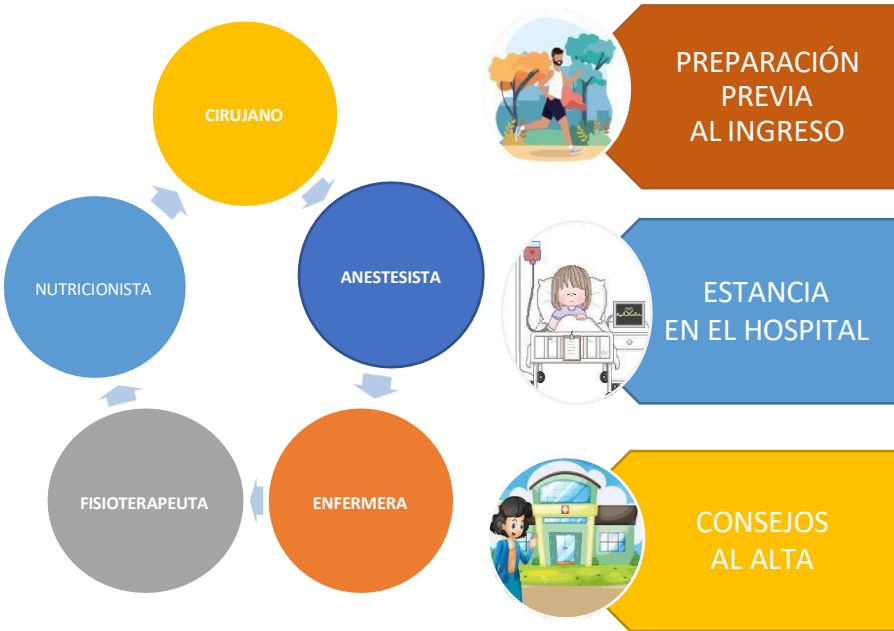 CIRUJANO
ANESTESISTA
ENFERMERA
FISIOTERAPEUTA
NUTRICIONISTA
PREPARACIÓN
PREVIA
AL INGRESO
ESTANCIA
EN EL HOSPITAL
CONSEJOS
AL ALTA